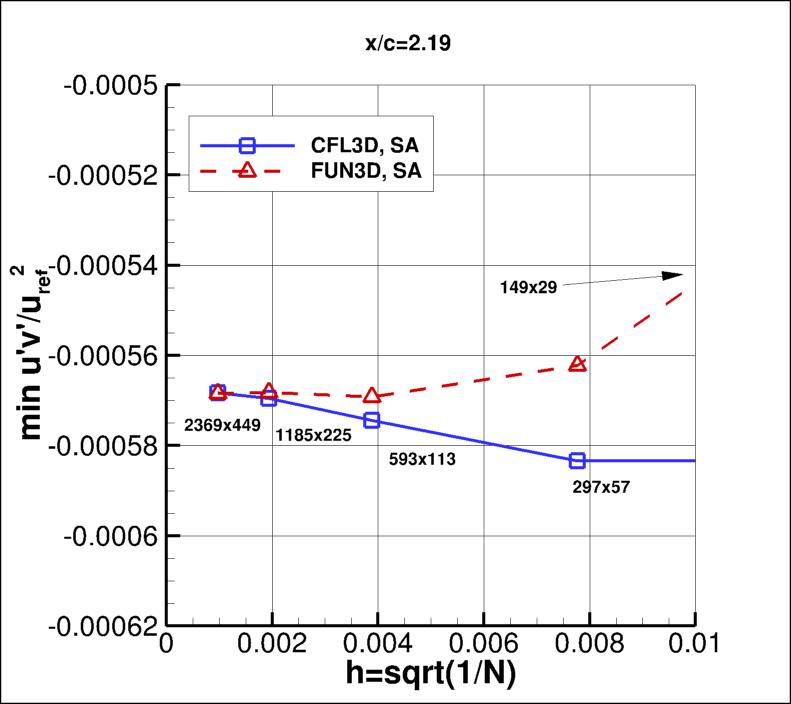 x/c=2.19
-0.0005
CFL3D, SA
FUN3D, SA
-0.00052
-0.00054
149x29
-0.00056
min u'v'/u_ref^2
2369x449
1185x225
593x113
-0.00058
297x57
-0.0006
-0.00062
0 0.002 0.004 0.006 0.008 0.01
h=sqrt(1/N)